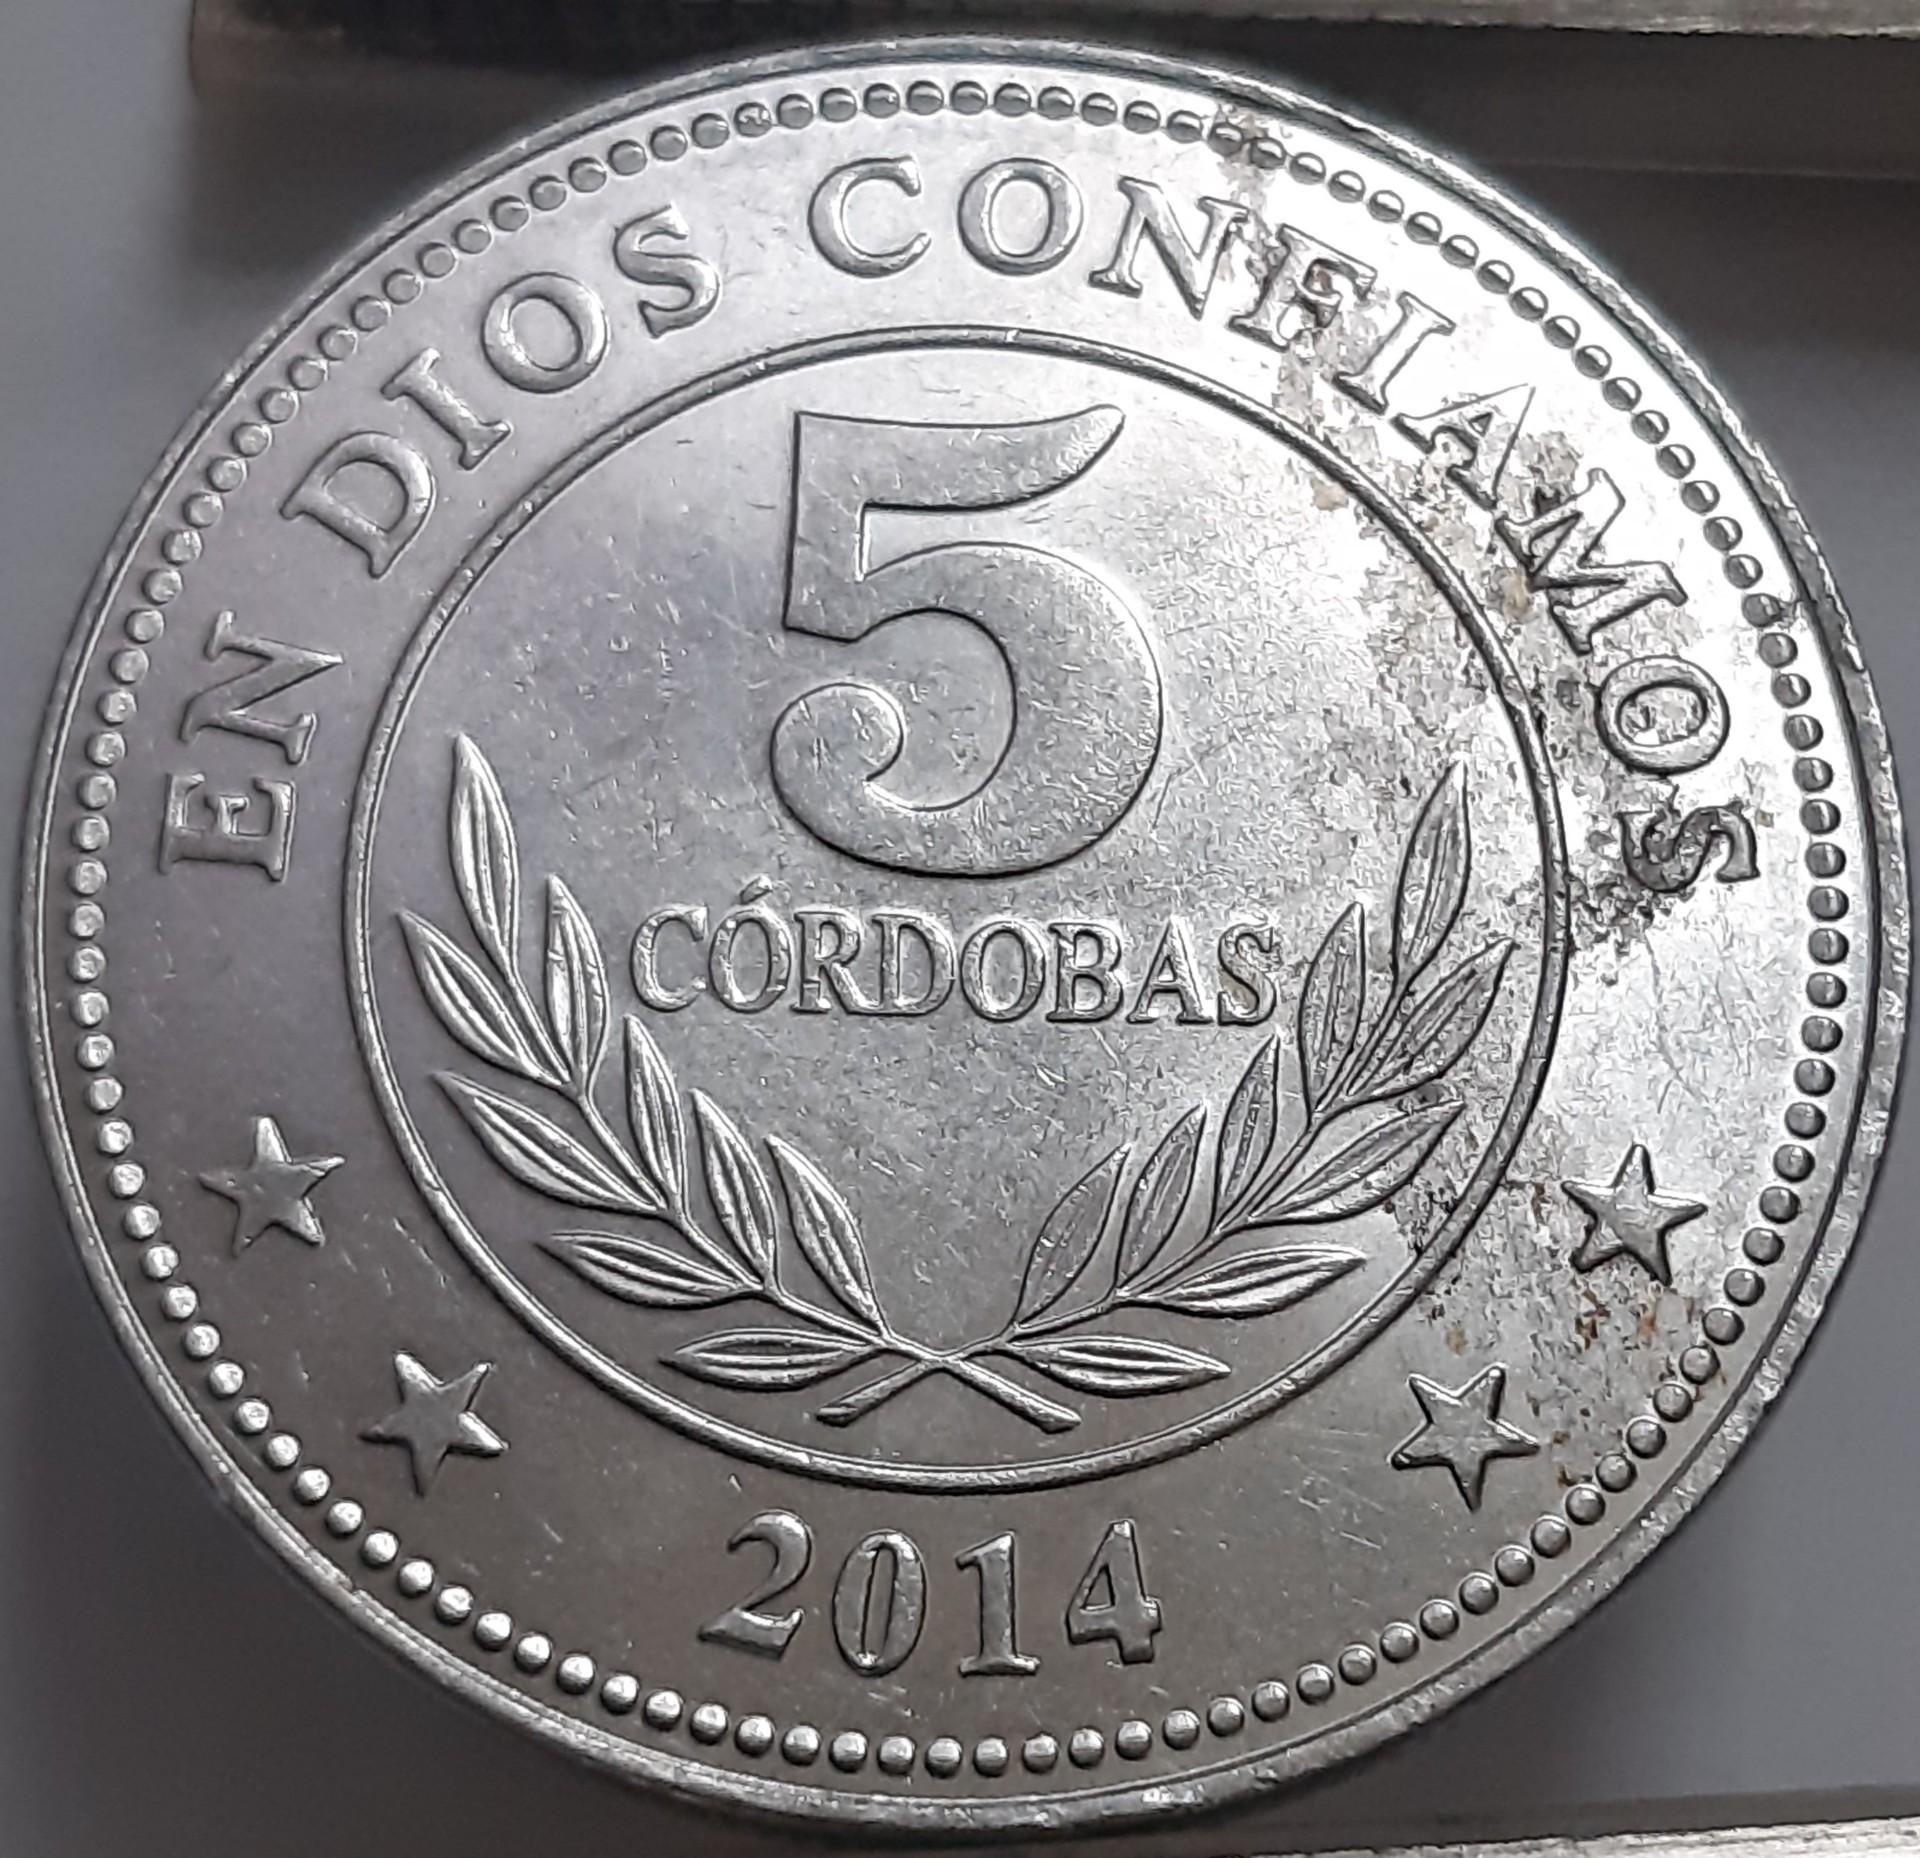 EN DIOS CONFIAMOS
5
CÓRDOBAS
2014